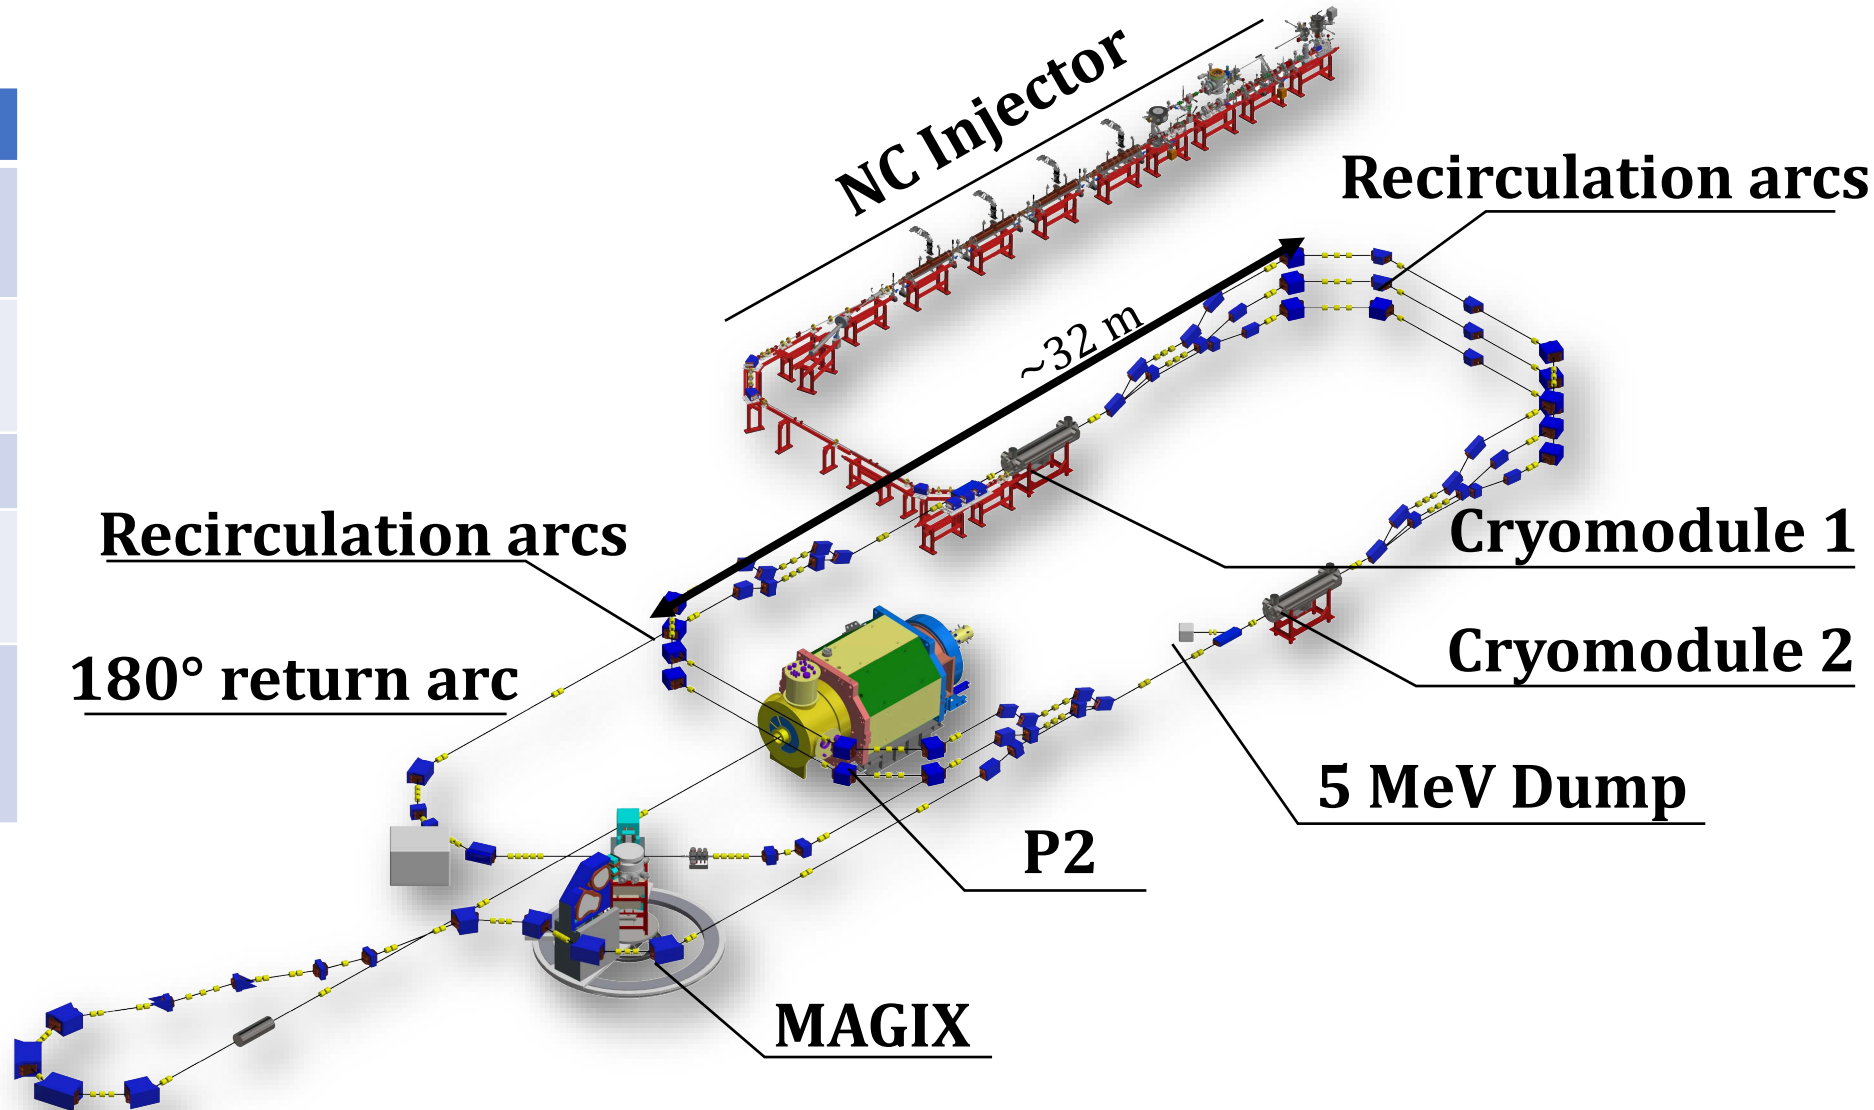 NC Injector
Recirculation arcs
~32 m
Recirculation arcs
Cryomodule 1
180° return arc
Cryomodule 2
5 MeV Dump
P2
MAGIX